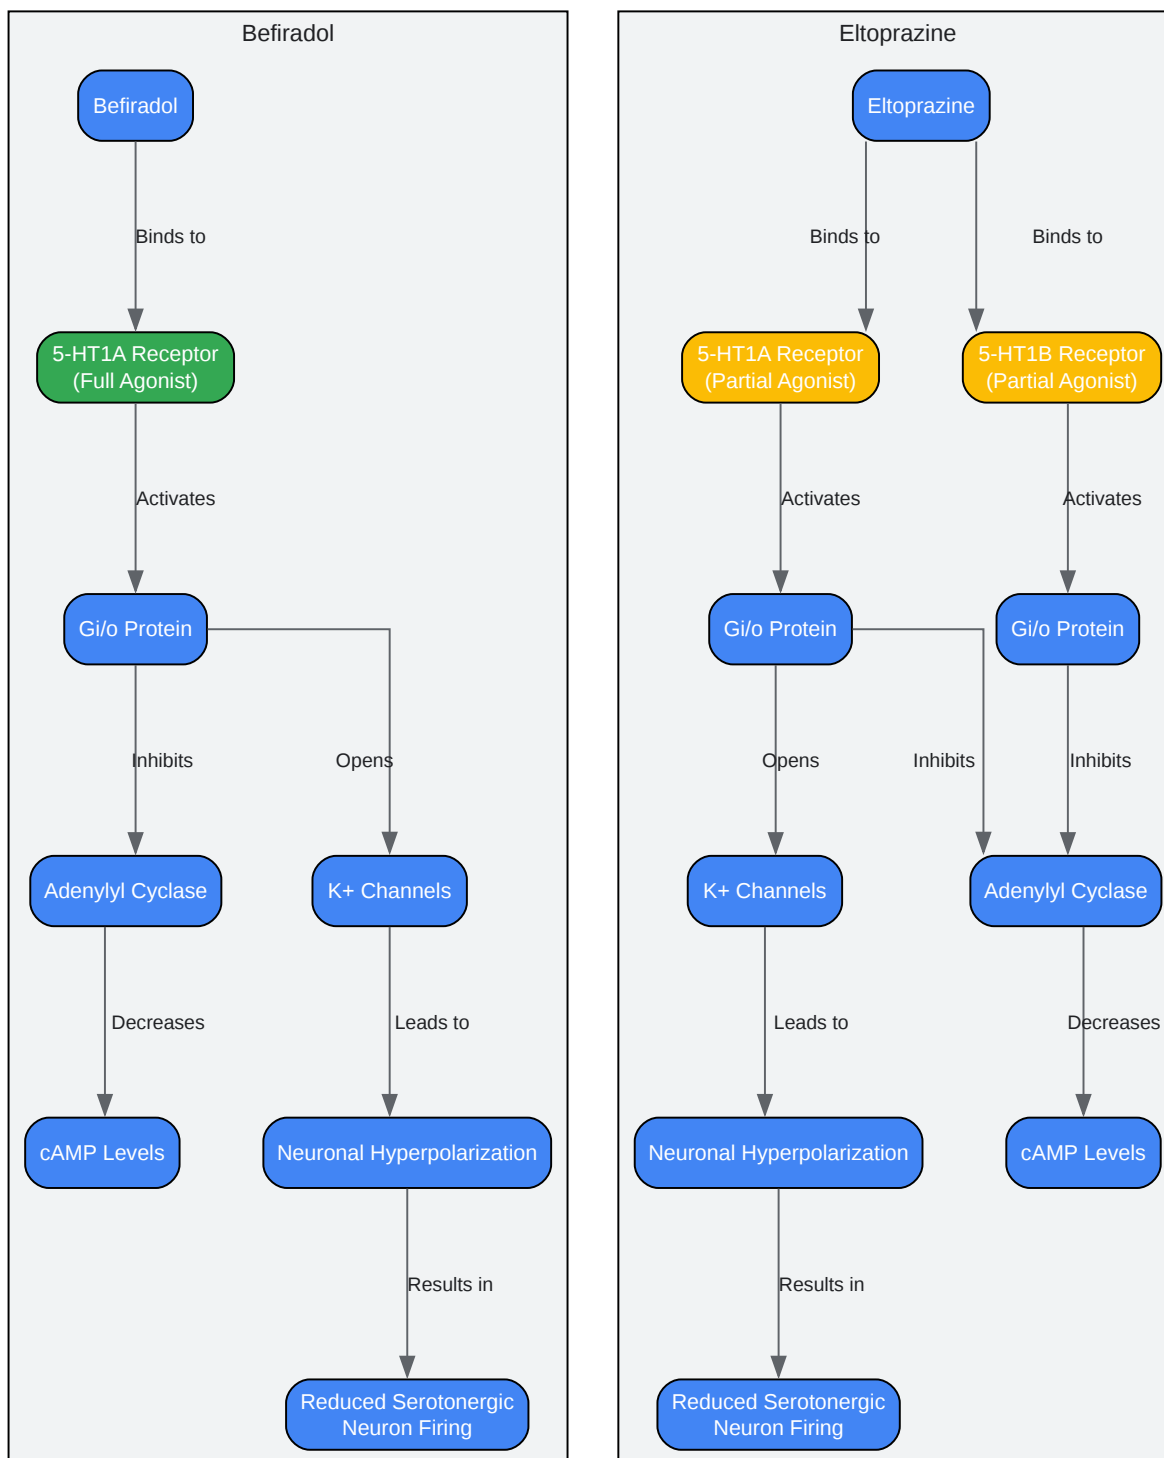 Befiradol
Befiradol
Binds to
5-HT1A Receptor
(Full Agonist)
Activates
Gi/o Protein
Inhibits
Opens
Adenylyl Cyclase
K+ Channels
Decreases
Leads to
cAMP Levels
Neuronal Hyperpolarization
Results in
Reduced Serotonergic
Neuron Firing
Eltoprazine
Eltoprazine
Binds to
Binds to
5-HT1A Receptor
(Partial Agonist)
5-HT1B Receptor
(Partial Agonist)
Activates
Activates
Gi/o Protein
Gi/o Protein
Opens
Inhibits
Inhibits
K+ Channels
Adenylyl Cyclase
Leads to
Decreases
Neuronal Hyperpolarization
cAMP Levels
Results in
Reduced Serotonergic
Neuron Firing